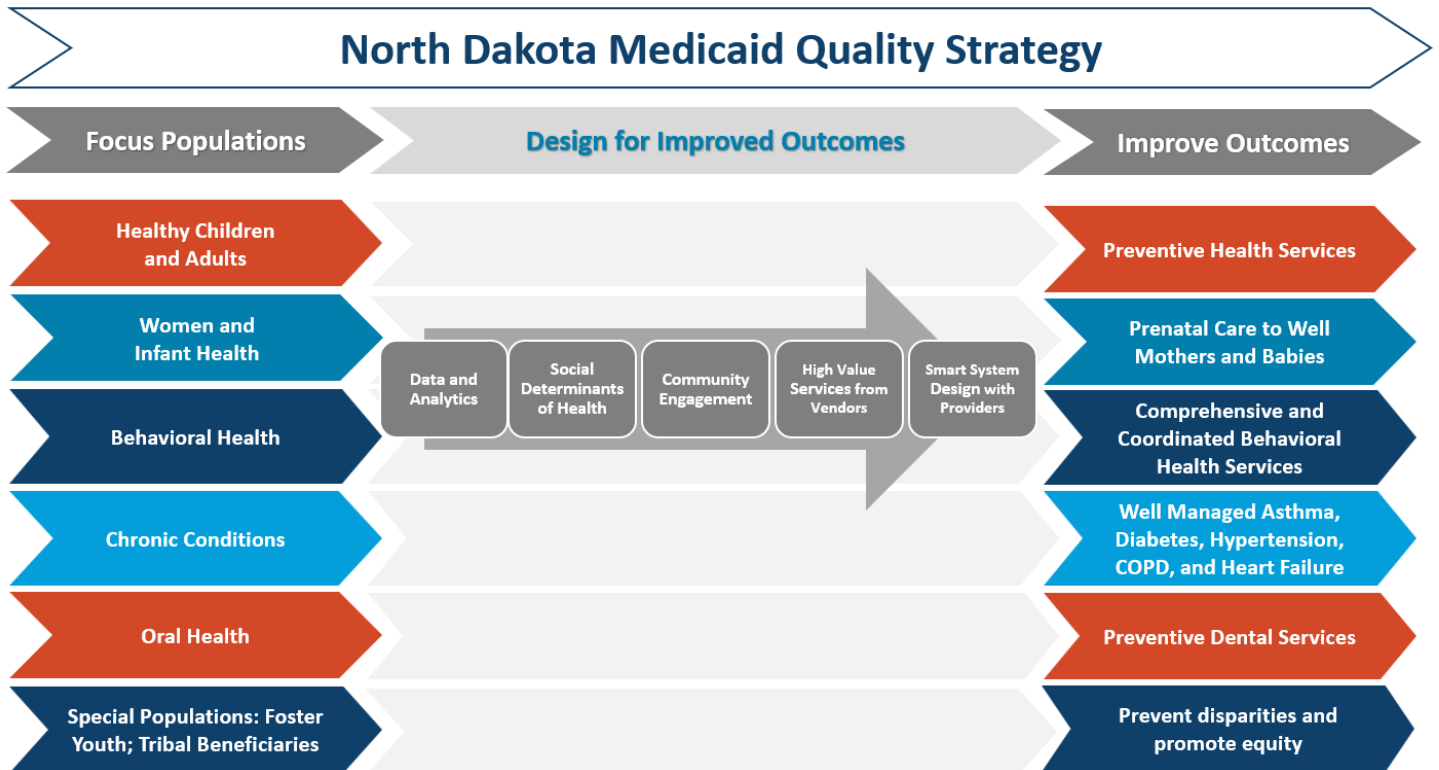 North Dakota Medicaid Quality Strategy
Focus Populations
Design for Improved Outcomes
Improve Outcomes
Healthy Children
and Adults
Preventive Health Services
Women and
Infant Health
Prenatal Care to Well
Mothers and Babies
Data and
Analytics
Social
Determinants
of Health
Community
Engagement
High Value
Services from
Vendors
Smart System
Design with
Providers
Behavioral Health
Comprehensive and
Coordinated Behavioral
Health Services
Chronic Conditions
Well Managed Asthma,
Diabetes, Hypertension,
COPD, and Heart Failure
Oral Health
Preventive Dental Services
Special Populations: Foster
Youth; Tribal Beneficiaries
Prevent disparities and
promote equity